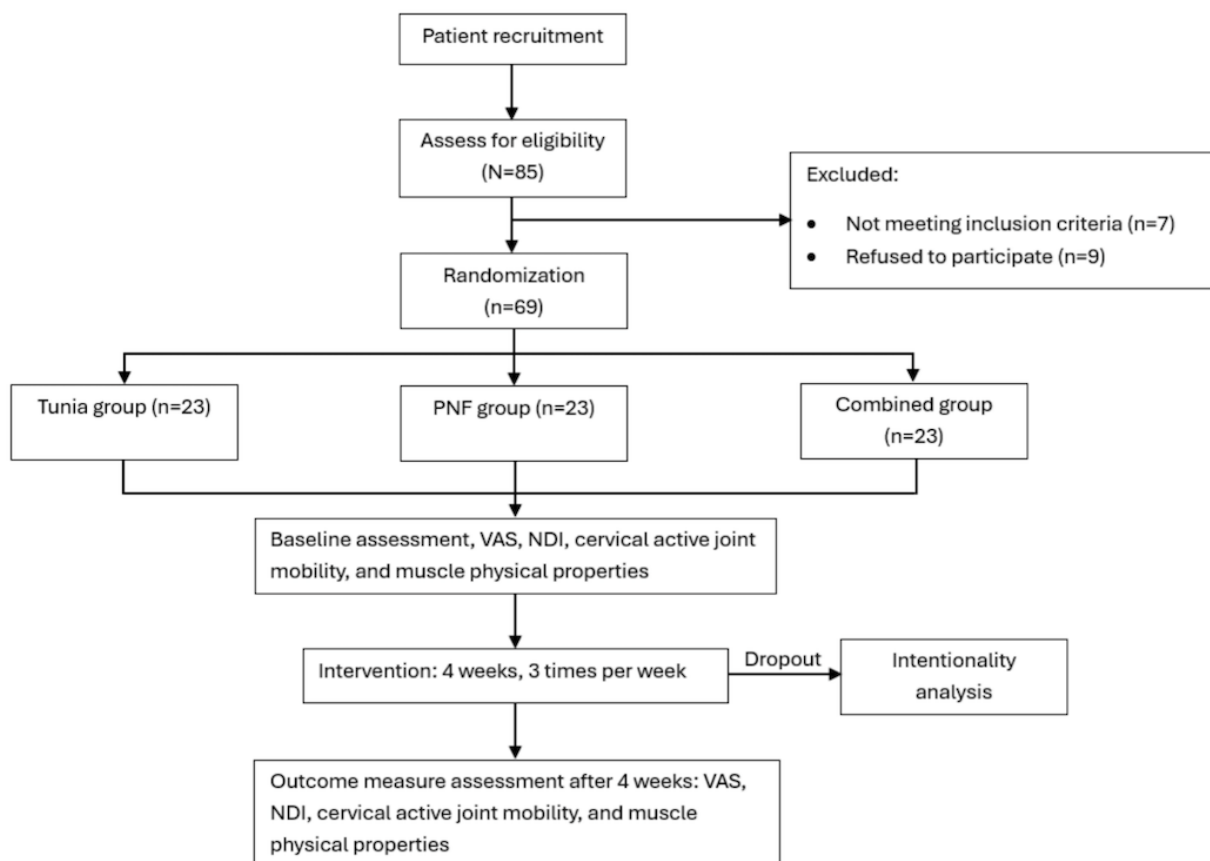 Patient recruitment
Assess for eligibility
(N=85)
Excluded:
• Not meeting inclusion criteria (n=7)
• Refused to participate (n=9)
Randomization
(n=69)
Tunia group (n=23)
PNF group (n=23)
Combined group
(n=23)
Baseline assessment, VAS, NDI, cervical active joint
mobility, and muscle physical properties
Intervention: 4 weeks, 3 times per week
Dropout
Intentionality
analysis
Outcome measure assessment after 4 weeks: VAS,
NDI, cervical active joint mobility, and muscle
physical properties